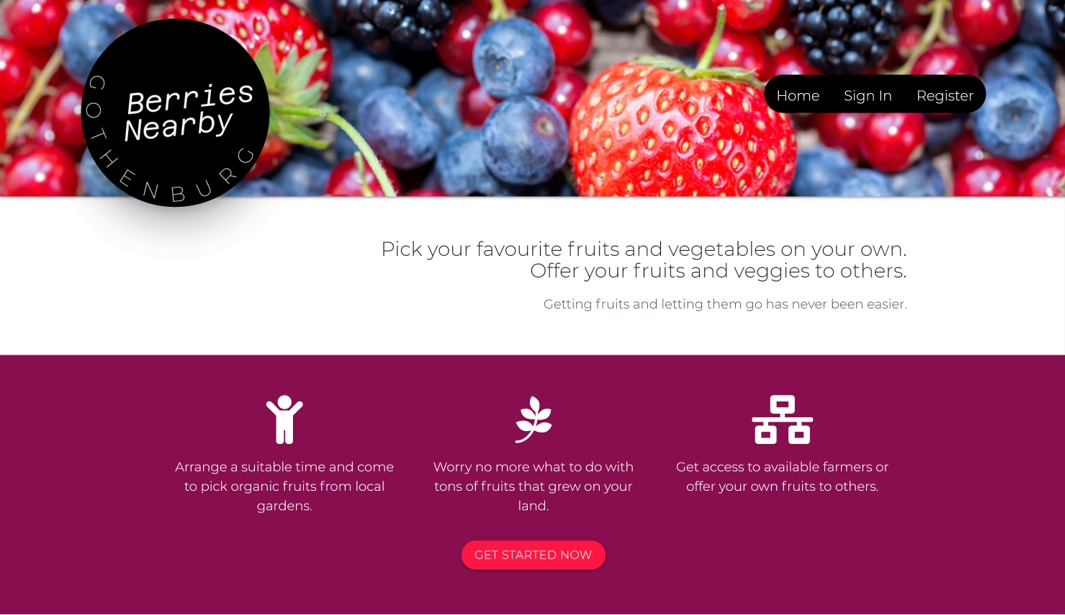 Berries
Nearby
GOTHENBURG
Home Sign In Register
Pick your favourite fruits and vegetables on your own.
Offer your fruits and veggies to others.
Getting fruits and letting them go has never been easier.
Arrange a suitable time and come
to pick organic fruits from local
gardens.
Worry no more what to do with
tons of fruits that grew on your
land.
Get access to available farmers or
offer your own fruits to others.
GET STARTED NOW